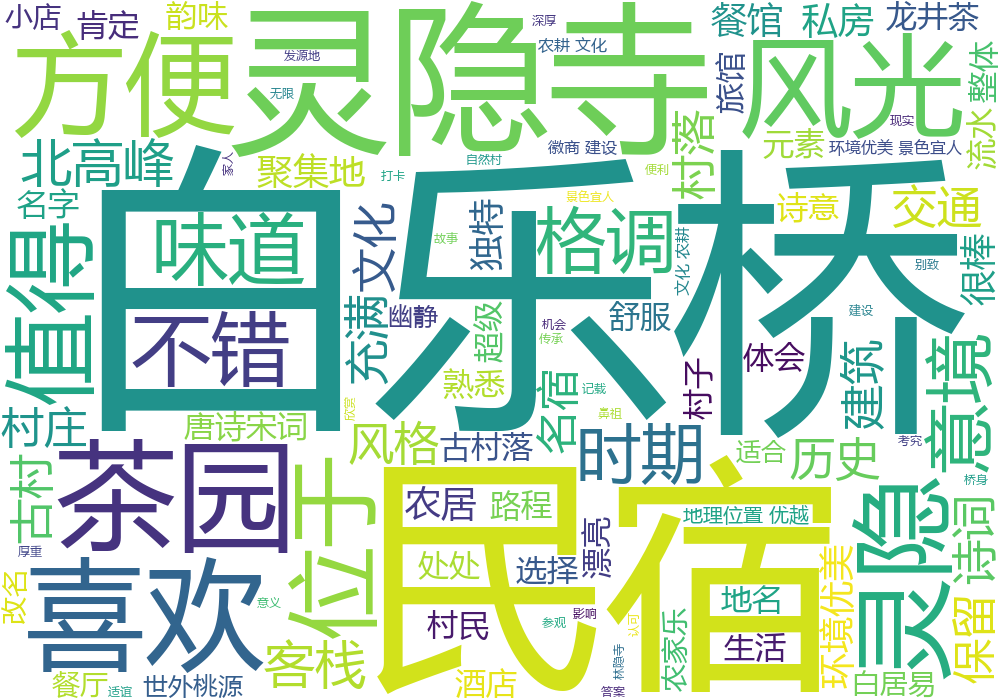 小店
肯定
韵味
灵隐寺
深厚
农耕 文化
餐馆
私房
龙井茶
方便
发源地
无限
旅馆
风光
整体
北高峰
家人
聚集地
自然村
打卡
微商 建设
便利
村落
元素
现实
环境优美 景色宜人
流水
名字
白乐桥
味道
文化
故事
独特
格调
景色宜人
文化 农耕
诗意
交通
别致
很棒
值得
不错
充满
幽静
超级
机会
传承
舒服
体会
建设
建筑
意境
村庄
唐诗宋词
欣赏
熟悉
记载
鼻祖
名宿
村子
风格
古村落
时期
适合
历史
考究
桥身
古村
厚重
茶园
位于
农居
路程
民宿
地理位置 优越
灵隐
诗词
漂亮
选择
处处
改名
喜欢
意义
村民
参观
影响
认可
林隐寺
农家乐
地名
生活
环境优美
保留
餐厅
适宜
世外桃源
客栈
酒店
答案
白居易